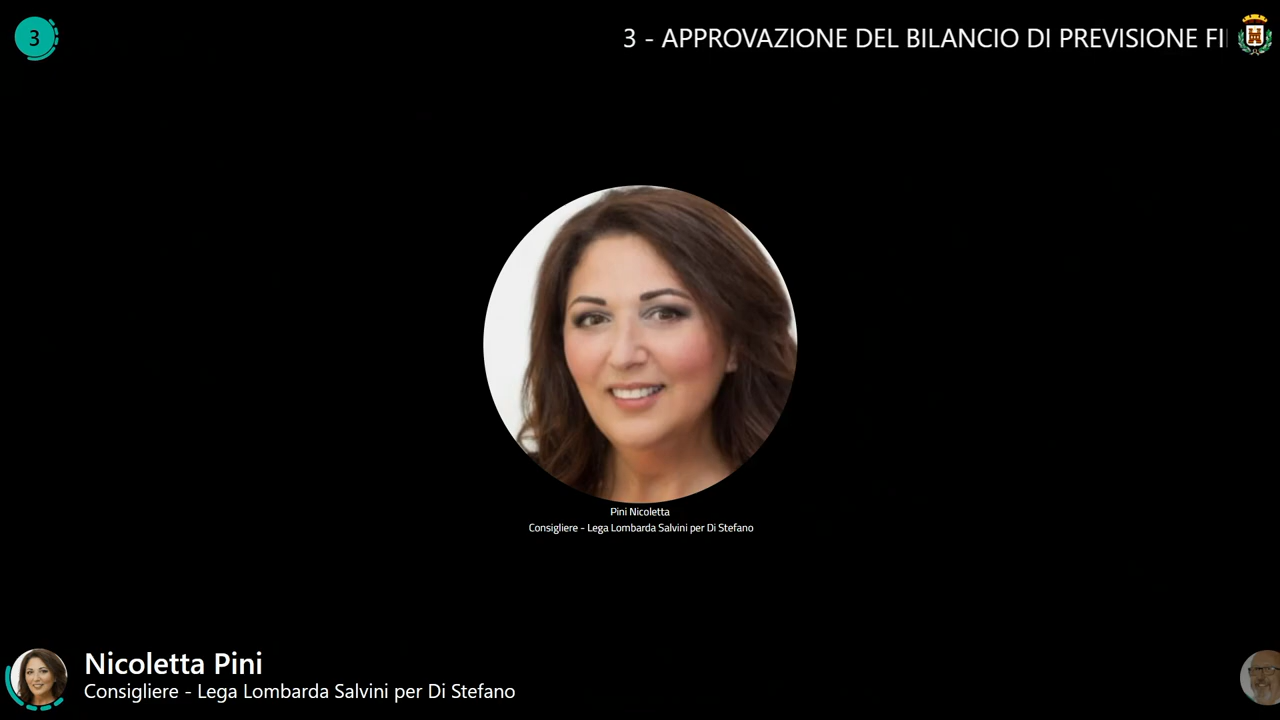 3
3 - APPROVAZIONE DEL BILANCIO DI PREVISIONE
Pini Nicoletta
Consigliere - Lega Lombarda Salvini per Di Stefano
Nicoletta Pini
Consigliere - Lega Lombarda Salvini per Di Stefano